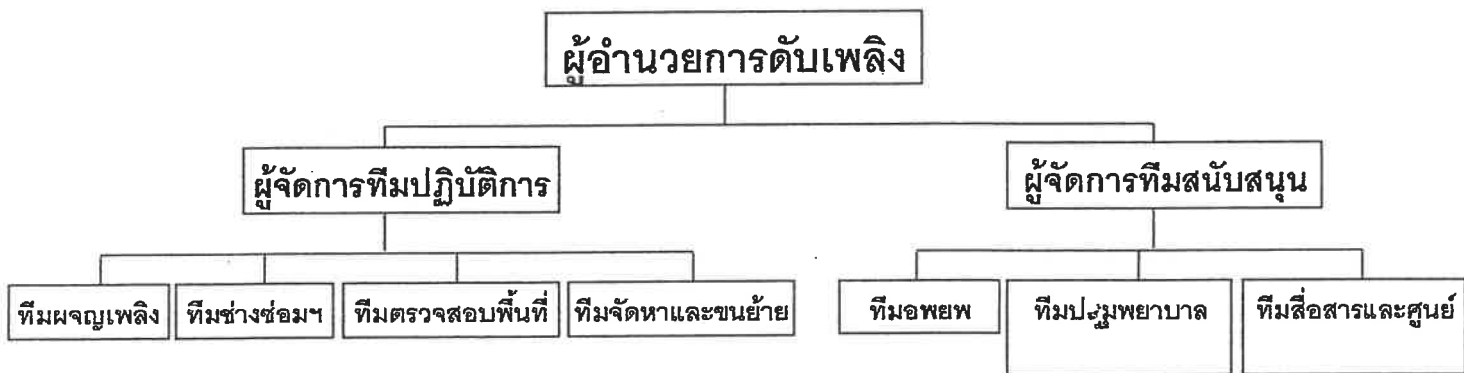 ผู้อำนวยการดับเพลิง
ผู้จัดการทีมปฏิบัติการ
ผู้จัดการทีมสนับสนุน
ทีมผจญเพลิง
ทีมช่างซ่อมฯ
ทีมตรวจสอบพื้นที่
ทีมจัดหาและขนย้าย
ทีมอพยพ
ทีมปฐมพยาบาล
ทีมสื่อสารและศูนย์